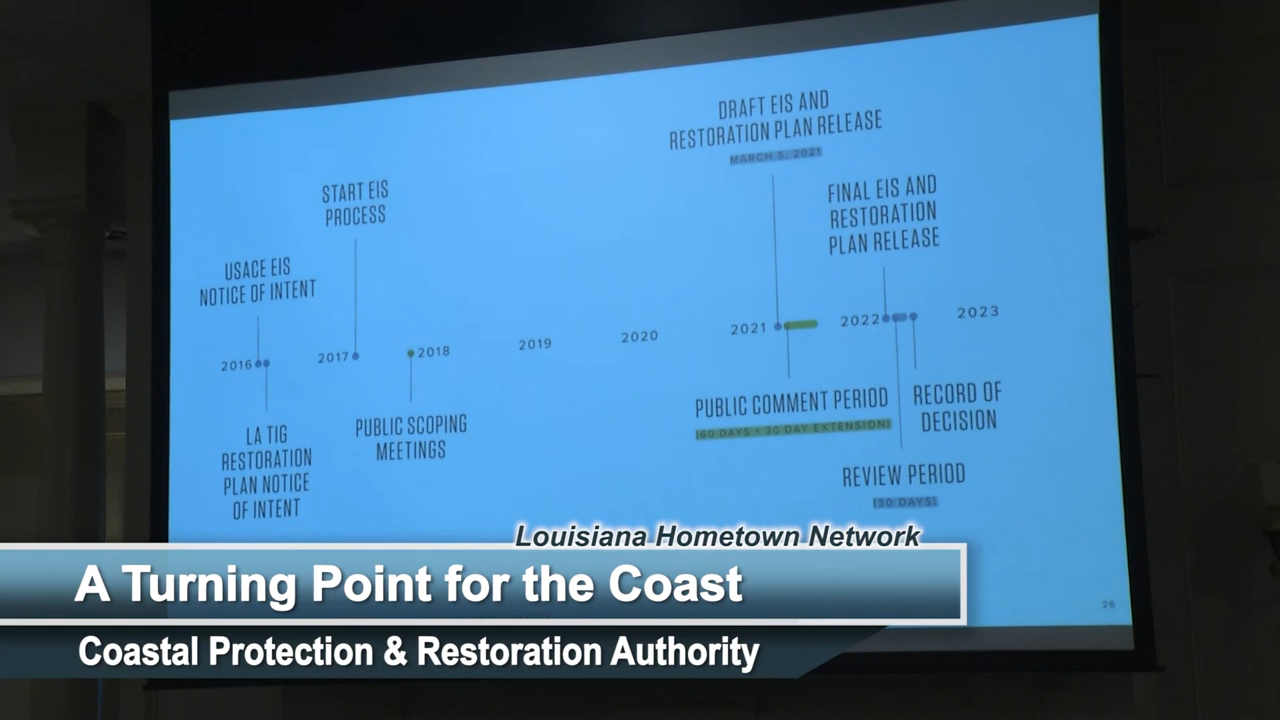 DRAFT EIS AND
RESTORATION PLAN RELEASE
MARCH 5, 2021
START EIS
PROCESS
FINAL EIS AND
RESTORATION
PLAN RELEASE
USACE EIS
NOTICE OF INTENT
2016
2017
2018
2019
2020
2021
2022
2023
LA TIG
RESTORATION
PLAN NOTICE
OF INTENT
PUBLIC SCOPING
MEETINGS
PUBLIC COMMENT PERIOD
(60 DAYS + 30 DAY EXTENSION)
RECORD OF
DECISION
REVIEW PERIOD
(30 DAYS)
26
Louisiana Hometown Network
A Turning Point for the Coast
Coastal Protection & Restoration Authority